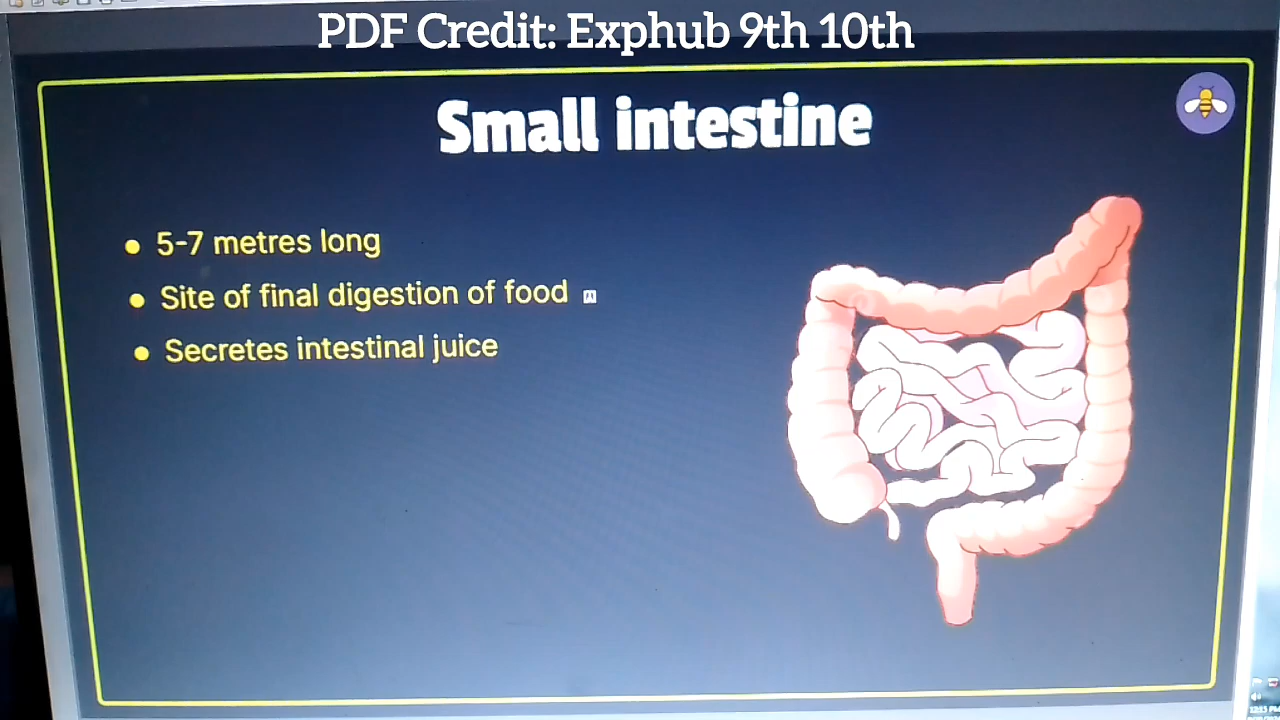 PDF Credit: Exphub 9th 10th
Small intestine
• 5-7 metres long
• Site of final digestion of food
• Secretes intestinal juice